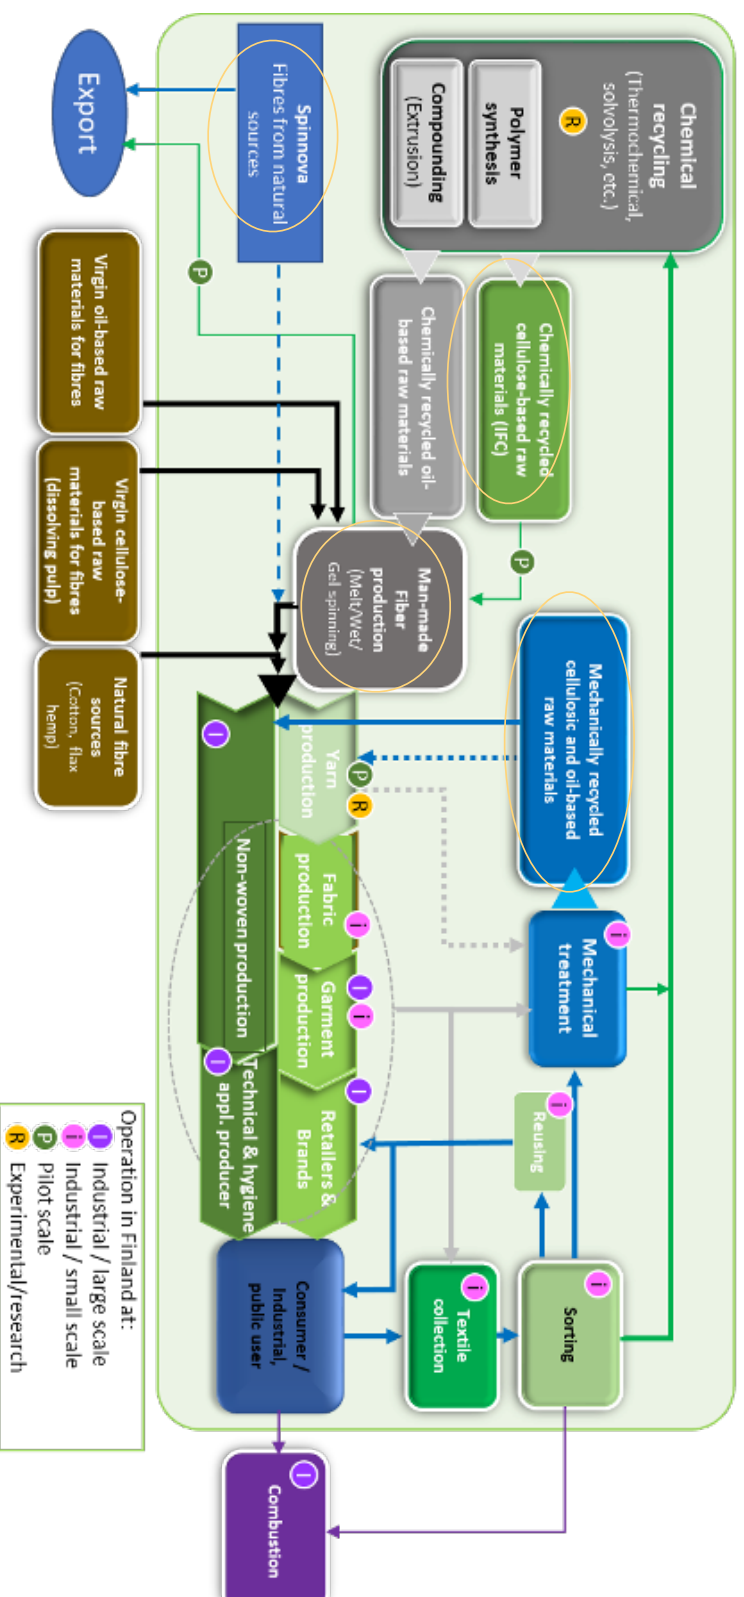 Chemical
recycling
(Thermochemical,
solvolysis, etc.)
R
Polymer
synthesis
Compounding
(Extrusion)
Spinnova
Fibres from natural
sources
Export
P
Chemically recycled
cellulose-based raw
materials (IFC)
Chemically recycled oil-
based raw materials
P
Virgin oil-based raw
materials for fibres
Virgin cellulose-
based raw
materials for fibres
(dissolving pulp)
Natural fibre
sources
(Cotton, flax
hemp)
Man-made
Fiber
production
(Melt/Wet/
Gel spinning)
Mechanically recycled
cellulosic and oil-based
raw materials
i
Mechanical
treatment
Yarn
production
P
R
Fabric
production
i
Garment
production
I
i
Retailers &
Brands
I
I
Non-woven production
I
Technical & hygiene
appl. producer
i
Reusing
i
Sorting
i
Textile
collection
Consumer /
Industrial,
public user
I
Combustion
Operation in Finland at:
I Industrial / large scale
i Industrial / small scale
P Pilot scale
R Experimental/research